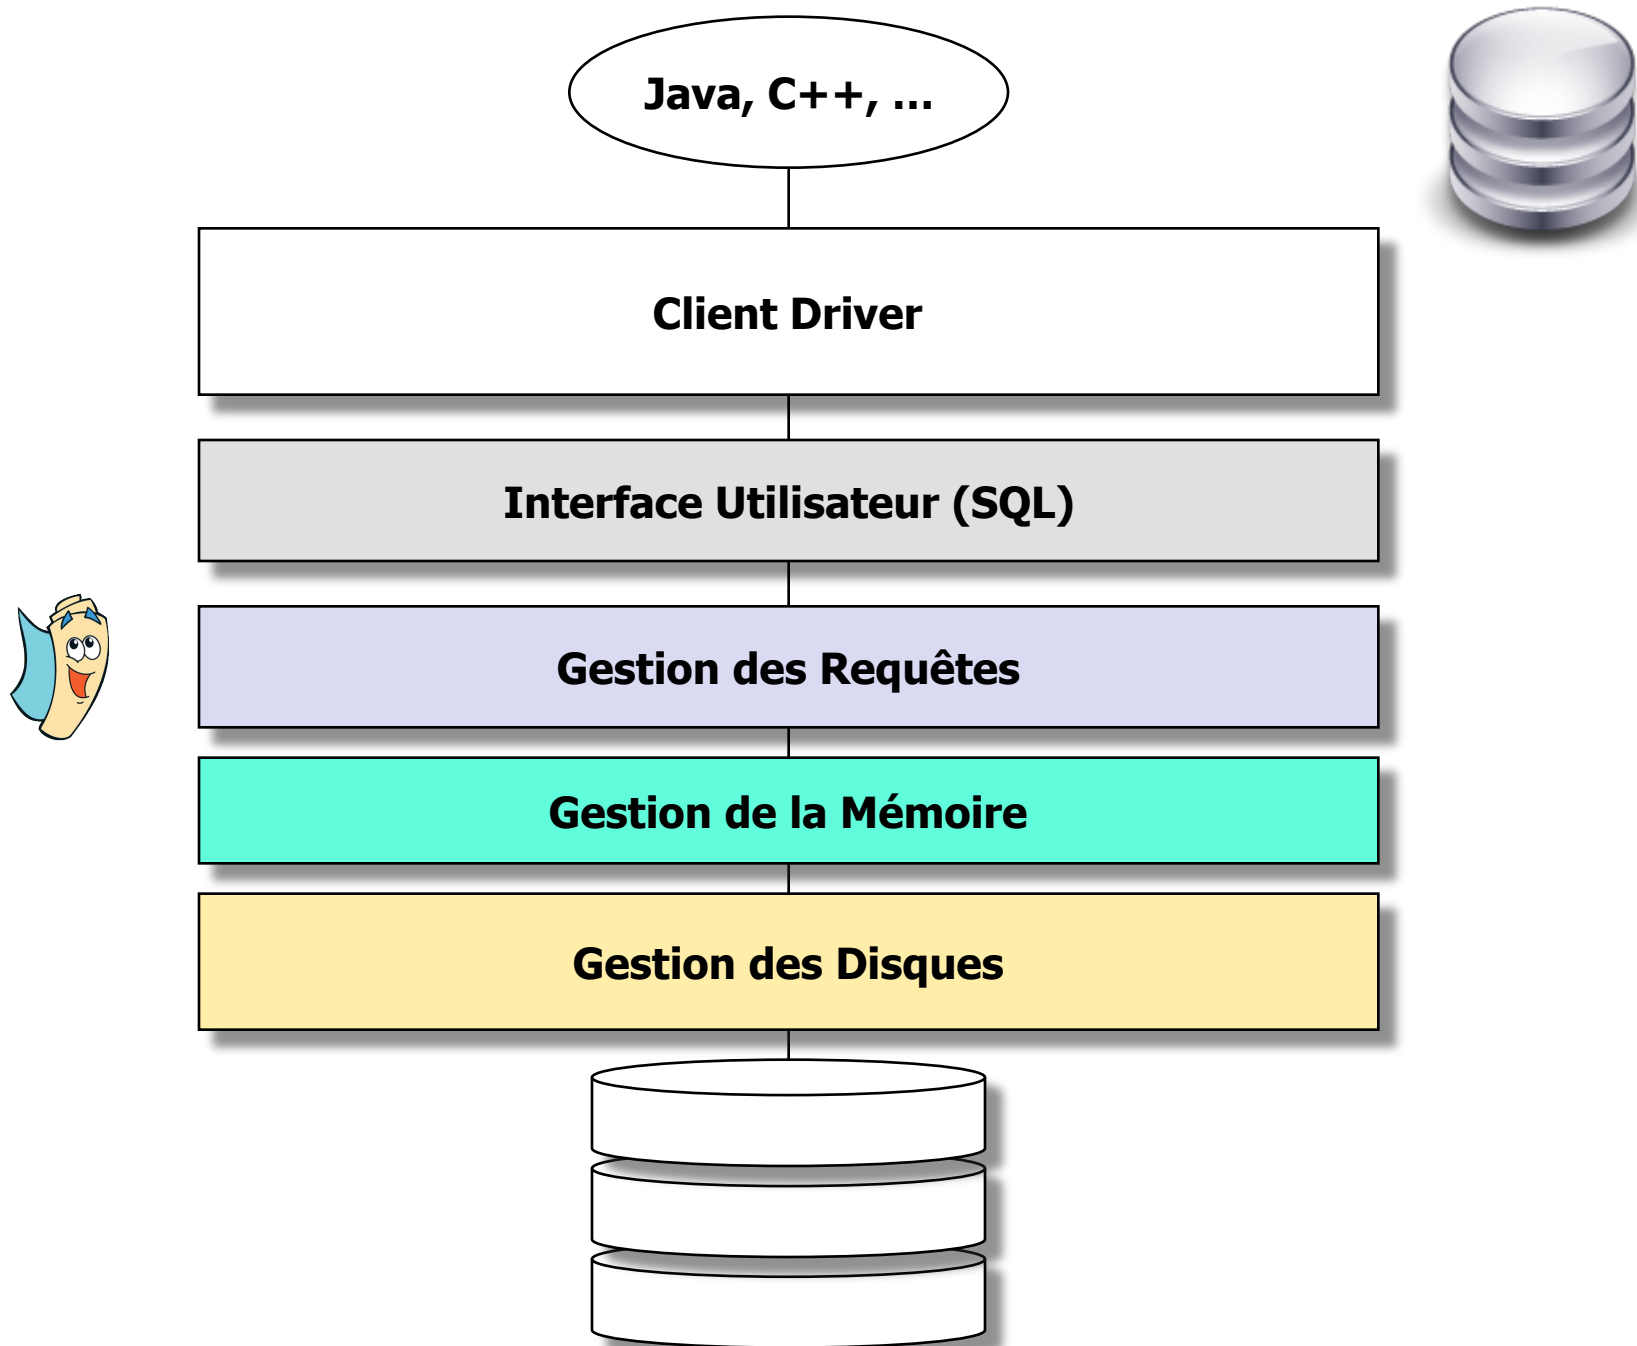 Java, C++, ...
Client Driver
Interface Utilisateur (SQL)
Gestion des Requêtes
Gestion de la Mémoire
Gestion des Disques